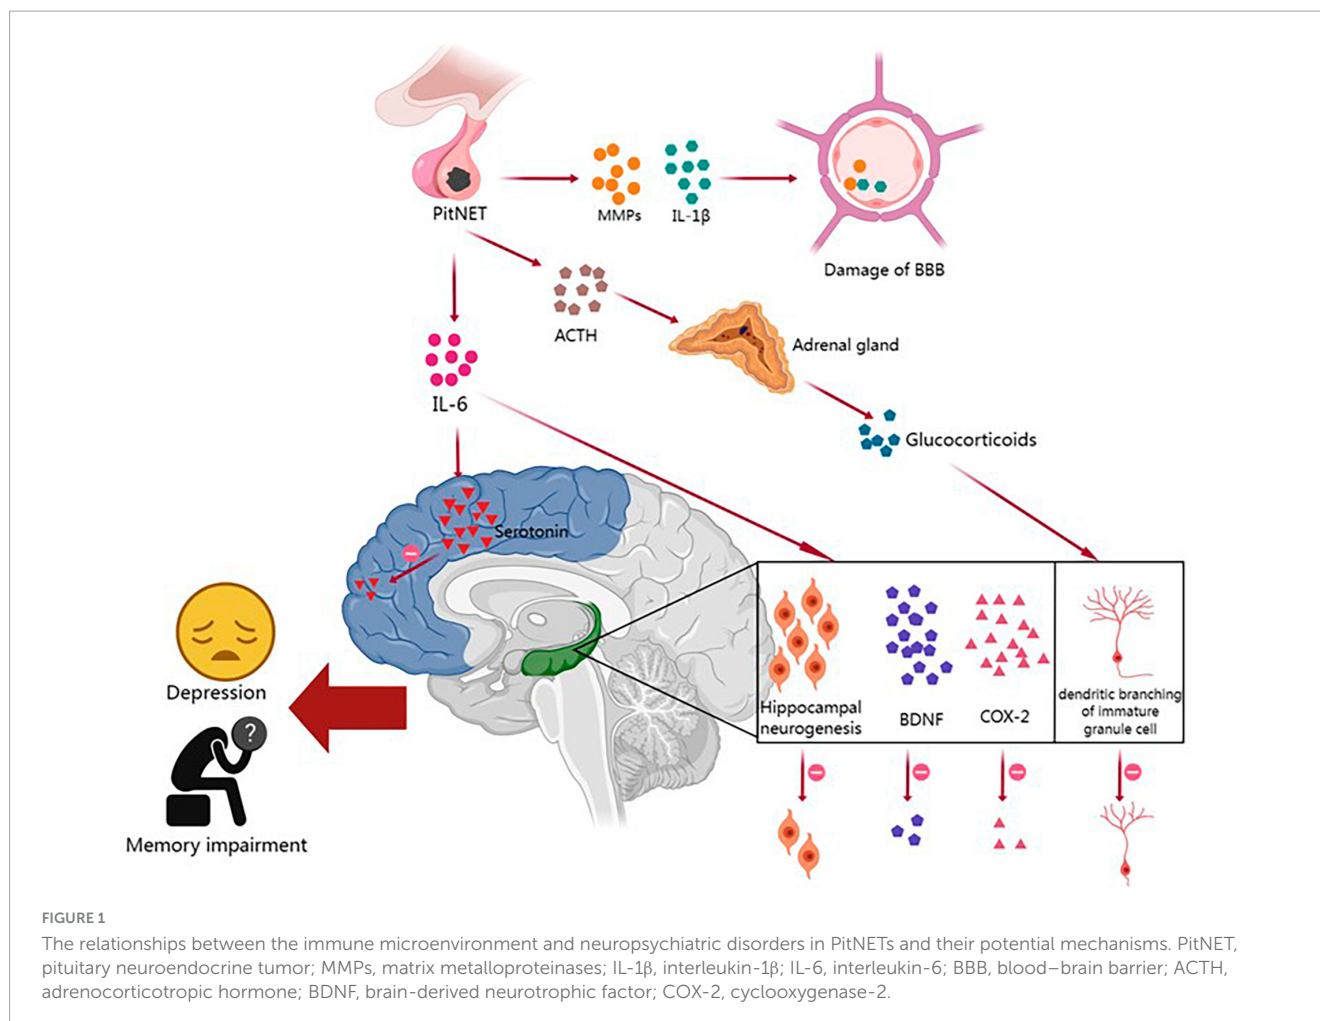 PitNET
MMPs
IL-1β
Damage of BBB
ACTH
Adrenal gland
IL-6
Glucocorticoids
Serotonin
Depression
?
Memory impairment
Hippocampal
neurogenesis
BDNF
COX-2
dendritic branching
of immature
granule cell
FIGURE 1
The relationships between the immune microenvironment and neuropsychiatric disorders in PitNETs and their potential mechanisms. PitNET,
pituitary neuroendocrine tumor; MMPs, matrix metalloproteinases; IL-1β, interleukin-1β; IL-6, interleukin-6; BBB, blood–brain barrier; ACTH,
adrenocorticotropic hormone; BDNF, brain-derived neurotrophic factor; COX-2, cyclooxygenase-2.